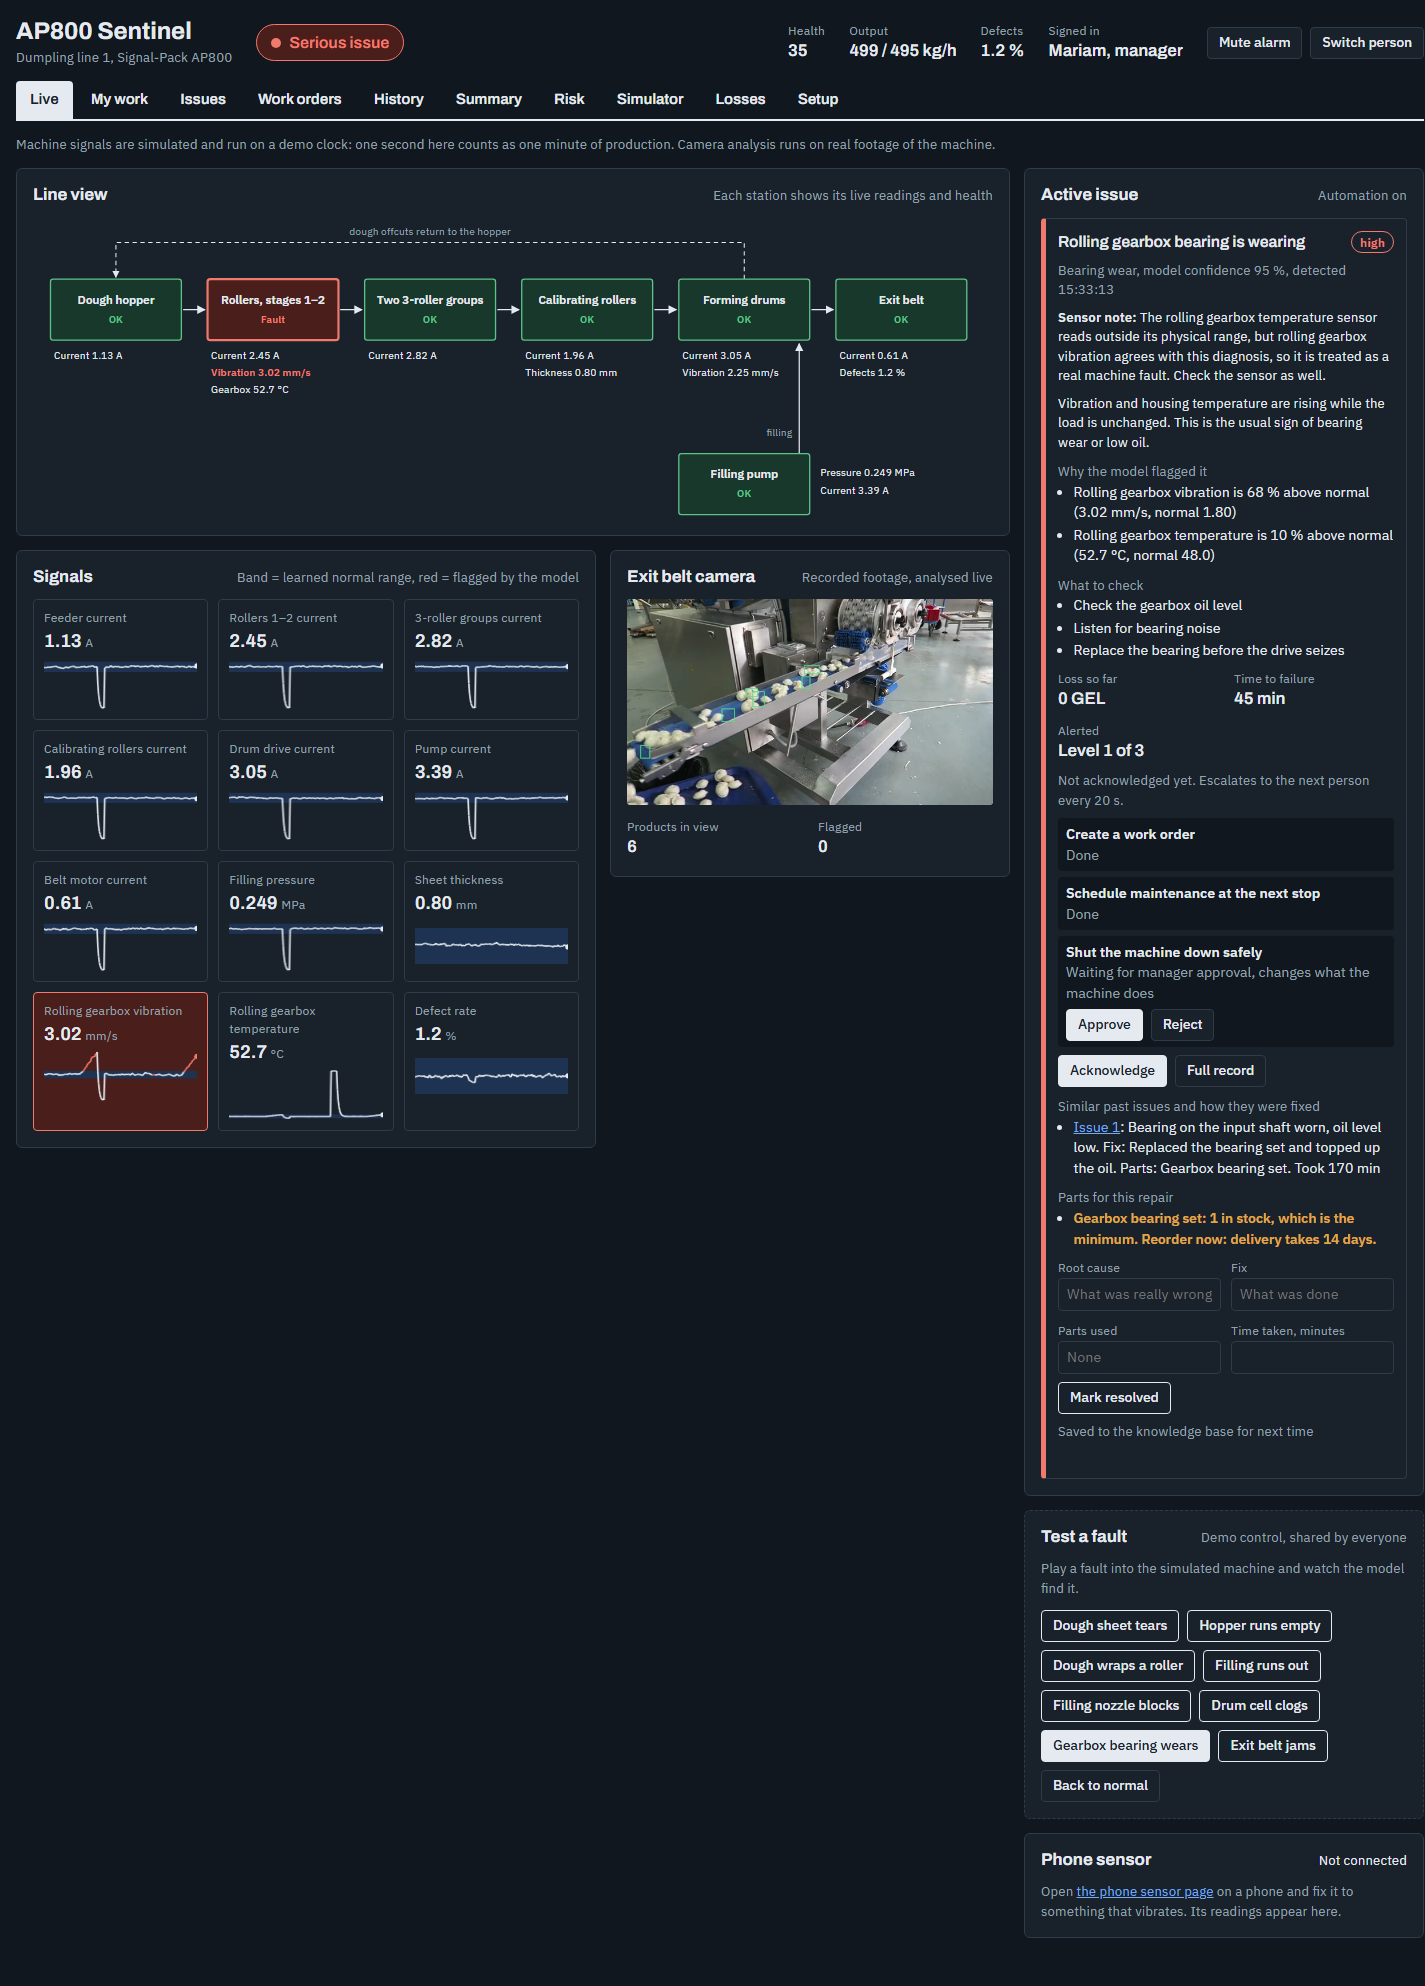 AP800 Sentinel
Dumpling line 1, Signal-Pack AP800
Serious issue
Health
35
Output
499 / 495 kg/h
Defects
1.2 %
Signed in
Mariam, manager
Mute alarm
Switch person
Live
My work
Issues
Work orders
History
Summary
Risk
Simulator
Losses
Setup
Machine signals are simulated and run on a demo clock: one second here counts as one minute of production. Camera analysis runs on real footage of the machine.
Line view
Each station shows its live readings and health
dough offcuts return to the hopper
Dough hopper
OK
Current 1.13 A
Rollers, stages 1–2
Fault
Current 2.45 A
Vibration 3.02 mm/s
Gearbox 52.7 °C
Two 3-roller groups
OK
Current 2.82 A
Calibrating rollers
OK
Current 1.96 A
Thickness 0.80 mm
Forming drums
OK
Current 3.05 A
Vibration 2.25 mm/s
Exit belt
OK
Current 0.61 A
Defects 1.2 %
filling
Filling pump
OK
Pressure 0.249 MPa
Current 3.39 A
Signals
Band = learned normal range, red = flagged by the model
Feeder current
1.13 A
Rollers 1–2 current
2.45 A
3-roller groups current
2.82 A
Calibrating rollers current
1.96 A
Drum drive current
3.05 A
Pump current
3.39 A
Belt motor current
0.61 A
Filling pressure
0.249 MPa
Sheet thickness
0.80 mm
Rolling gearbox vibration
3.02 mm/s
Rolling gearbox
temperature
52.7 °C
Defect rate
1.2 %
Exit belt camera
Recorded footage, analysed live
Products in view
6
Flagged
0
Active issue
Automation on
Rolling gearbox bearing is wearing
high
Bearing wear, model confidence 95 %, detected
15:33:13
Sensor note: The rolling gearbox temperature sensor
reads outside its physical range, but rolling gearbox
vibration agrees with this diagnosis, so it is treated as a
real machine fault. Check the sensor as well.
Vibration and housing temperature are rising while the
load is unchanged. This is the usual sign of bearing
wear or low oil.
Why the model flagged it
• Rolling gearbox vibration is 68 % above normal
(3.02 mm/s, normal 1.80)
• Rolling gearbox temperature is 10 % above normal
(52.7 °C, normal 48.0)
What to check
• Check the gearbox oil level
• Listen for bearing noise
• Replace the bearing before the drive seizes
Loss so far
0 GEL
Time to failure
45 min
Alerted
Level 1 of 3
Not acknowledged yet. Escalates to the next person
every 20 s.
Create a work order
Done
Schedule maintenance at the next stop
Done
Shut the machine down safely
Waiting for manager approval, changes what the
machine does
Approve
Reject
Acknowledge
Full record
Similar past issues and how they were fixed
• Issue 1: Bearing on the input shaft worn, oil level
low. Fix: Replaced the bearing set and topped up
the oil. Parts: Gearbox bearing set. Took 170 min
Parts for this repair
• Gearbox bearing set: 1 in stock, which is the
minimum. Reorder now: delivery takes 14 days.
Root cause
What was really wrong
Fix
What was done
Parts used
None
Time taken, minutes
Mark resolved
Saved to the knowledge base for next time
Test a fault
Demo control, shared by everyone
Play a fault into the simulated machine and watch the model
find it.
Dough sheet tears
Hopper runs empty
Dough wraps a roller
Filling runs out
Filling nozzle blocks
Drum cell clogs
Gearbox bearing wears
Exit belt jams
Back to normal
Phone sensor
Not connected
Open the phone sensor page on a phone and fix it to
something that vibrates. Its readings appear here.